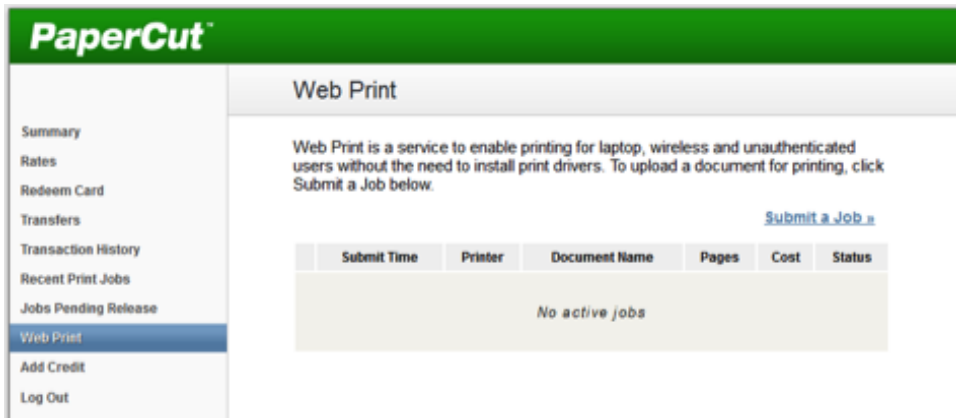 PaperCut™
Web Print
Summary
Rates
Redeem Card
Transfers
Transaction History
Recent Print Jobs
Jobs Pending Release
Web Print
Add Credit
Log Out
Web Print is a service to enable printing for laptop, wireless and unauthenticated
users without the need to install print drivers. To upload a document for printing, click
Submit a Job below.
Submit a Job »
Submit Time Printer Document Name Pages Cost Status
No active jobs